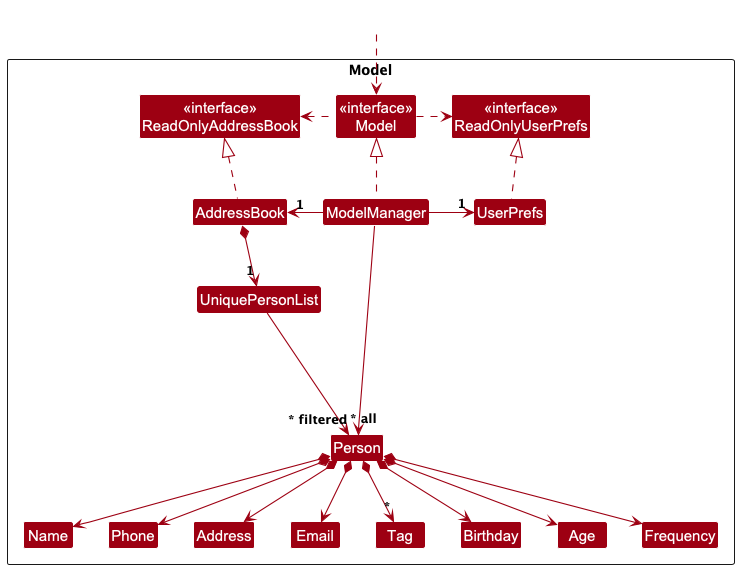 Model
«interface»
ReadOnlyAddressBook
«interface»
Model
«interface»
ReadOnlyUserPrefs
AddressBook
1
ModelManager
1
UserPrefs
1
UniquePersonList
* filtered
* all
Person
*
Name
Phone
Address
Email
Tag
Birthday
Age
Frequency